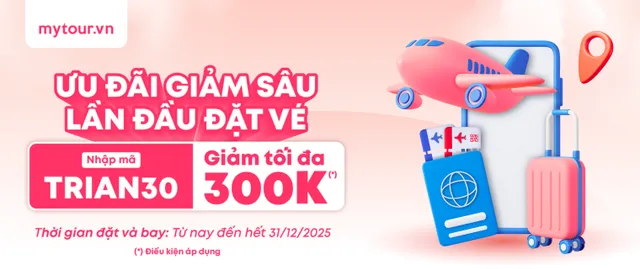 mytour.vn
ƯU ĐÃI GIẢM SÂU
LẦN ĐẦU ĐẶT VÉ
Nhập mã
TRIAN30
Giảm tối đa
300K(*)
Thời gian đặt và bay: Từ nay đến hết 31/12/2025
(*) Điều kiện áp dụng